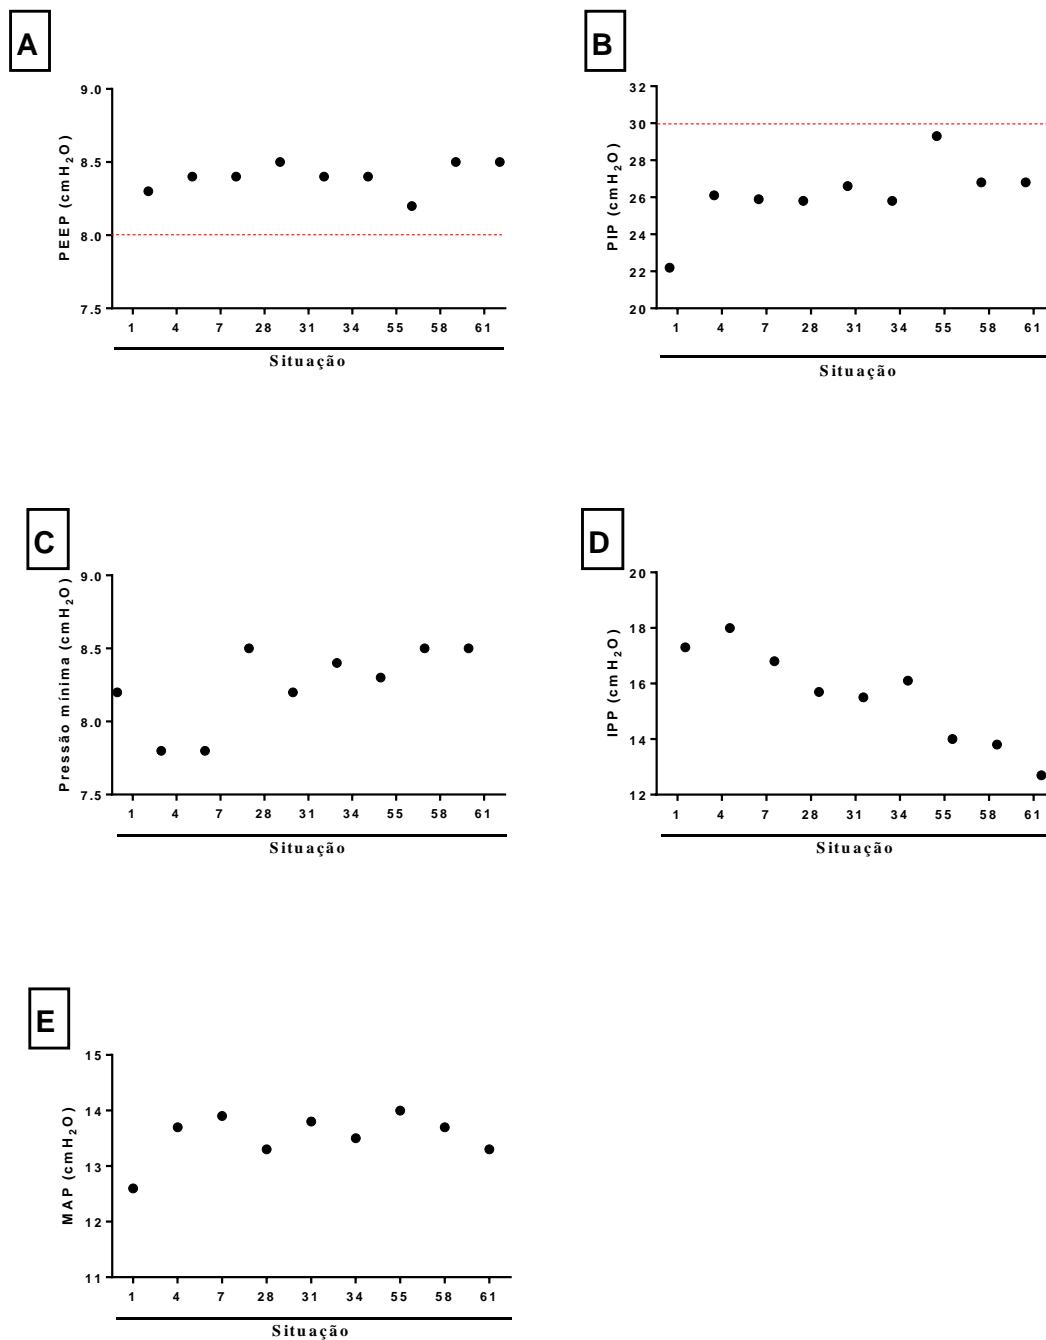 A
PEEP (cmH₂O)
9.0
8.5
8.0
7.5
1 4 7 28 31 34 55 58 61
Situação
B
PIP (cmH₂O)
32
30
28
26
24
22
20
1 4 7 28 31 34 55 58 61
Situação
C
Pressão mínima (cmH₂O)
9.0
8.5
8.0
7.5
1 4 7 28 31 34 55 58 61
Situação
D
IPP (cmH₂O)
20
18
16
14
12
1 4 7 28 31 34 55 58 61
Situação
E
MAP (cmH₂O)
15
14
13
12
11
1 4 7 28 31 34 55 58 61
Situação